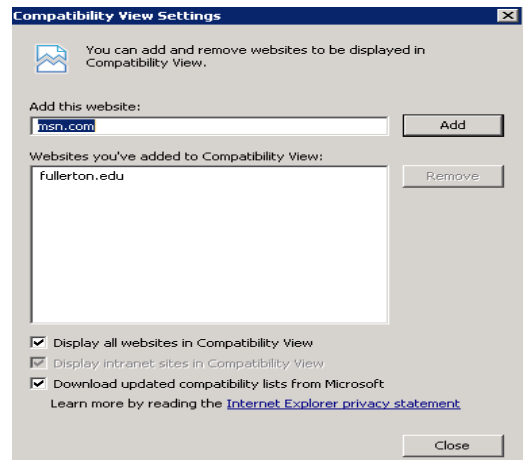 Compatibility View Settings
You can add and remove websites to be displayed in
Compatibility View.
Add this website:
msn.com
Add
Websites you've added to Compatibility View:
fullerton.edu
Remove
Display all websites in Compatibility View
Display intranet sites in Compatibility View
Download updated compatibility lists from Microsoft
Learn more by reading the Internet Explorer privacy statement
Close